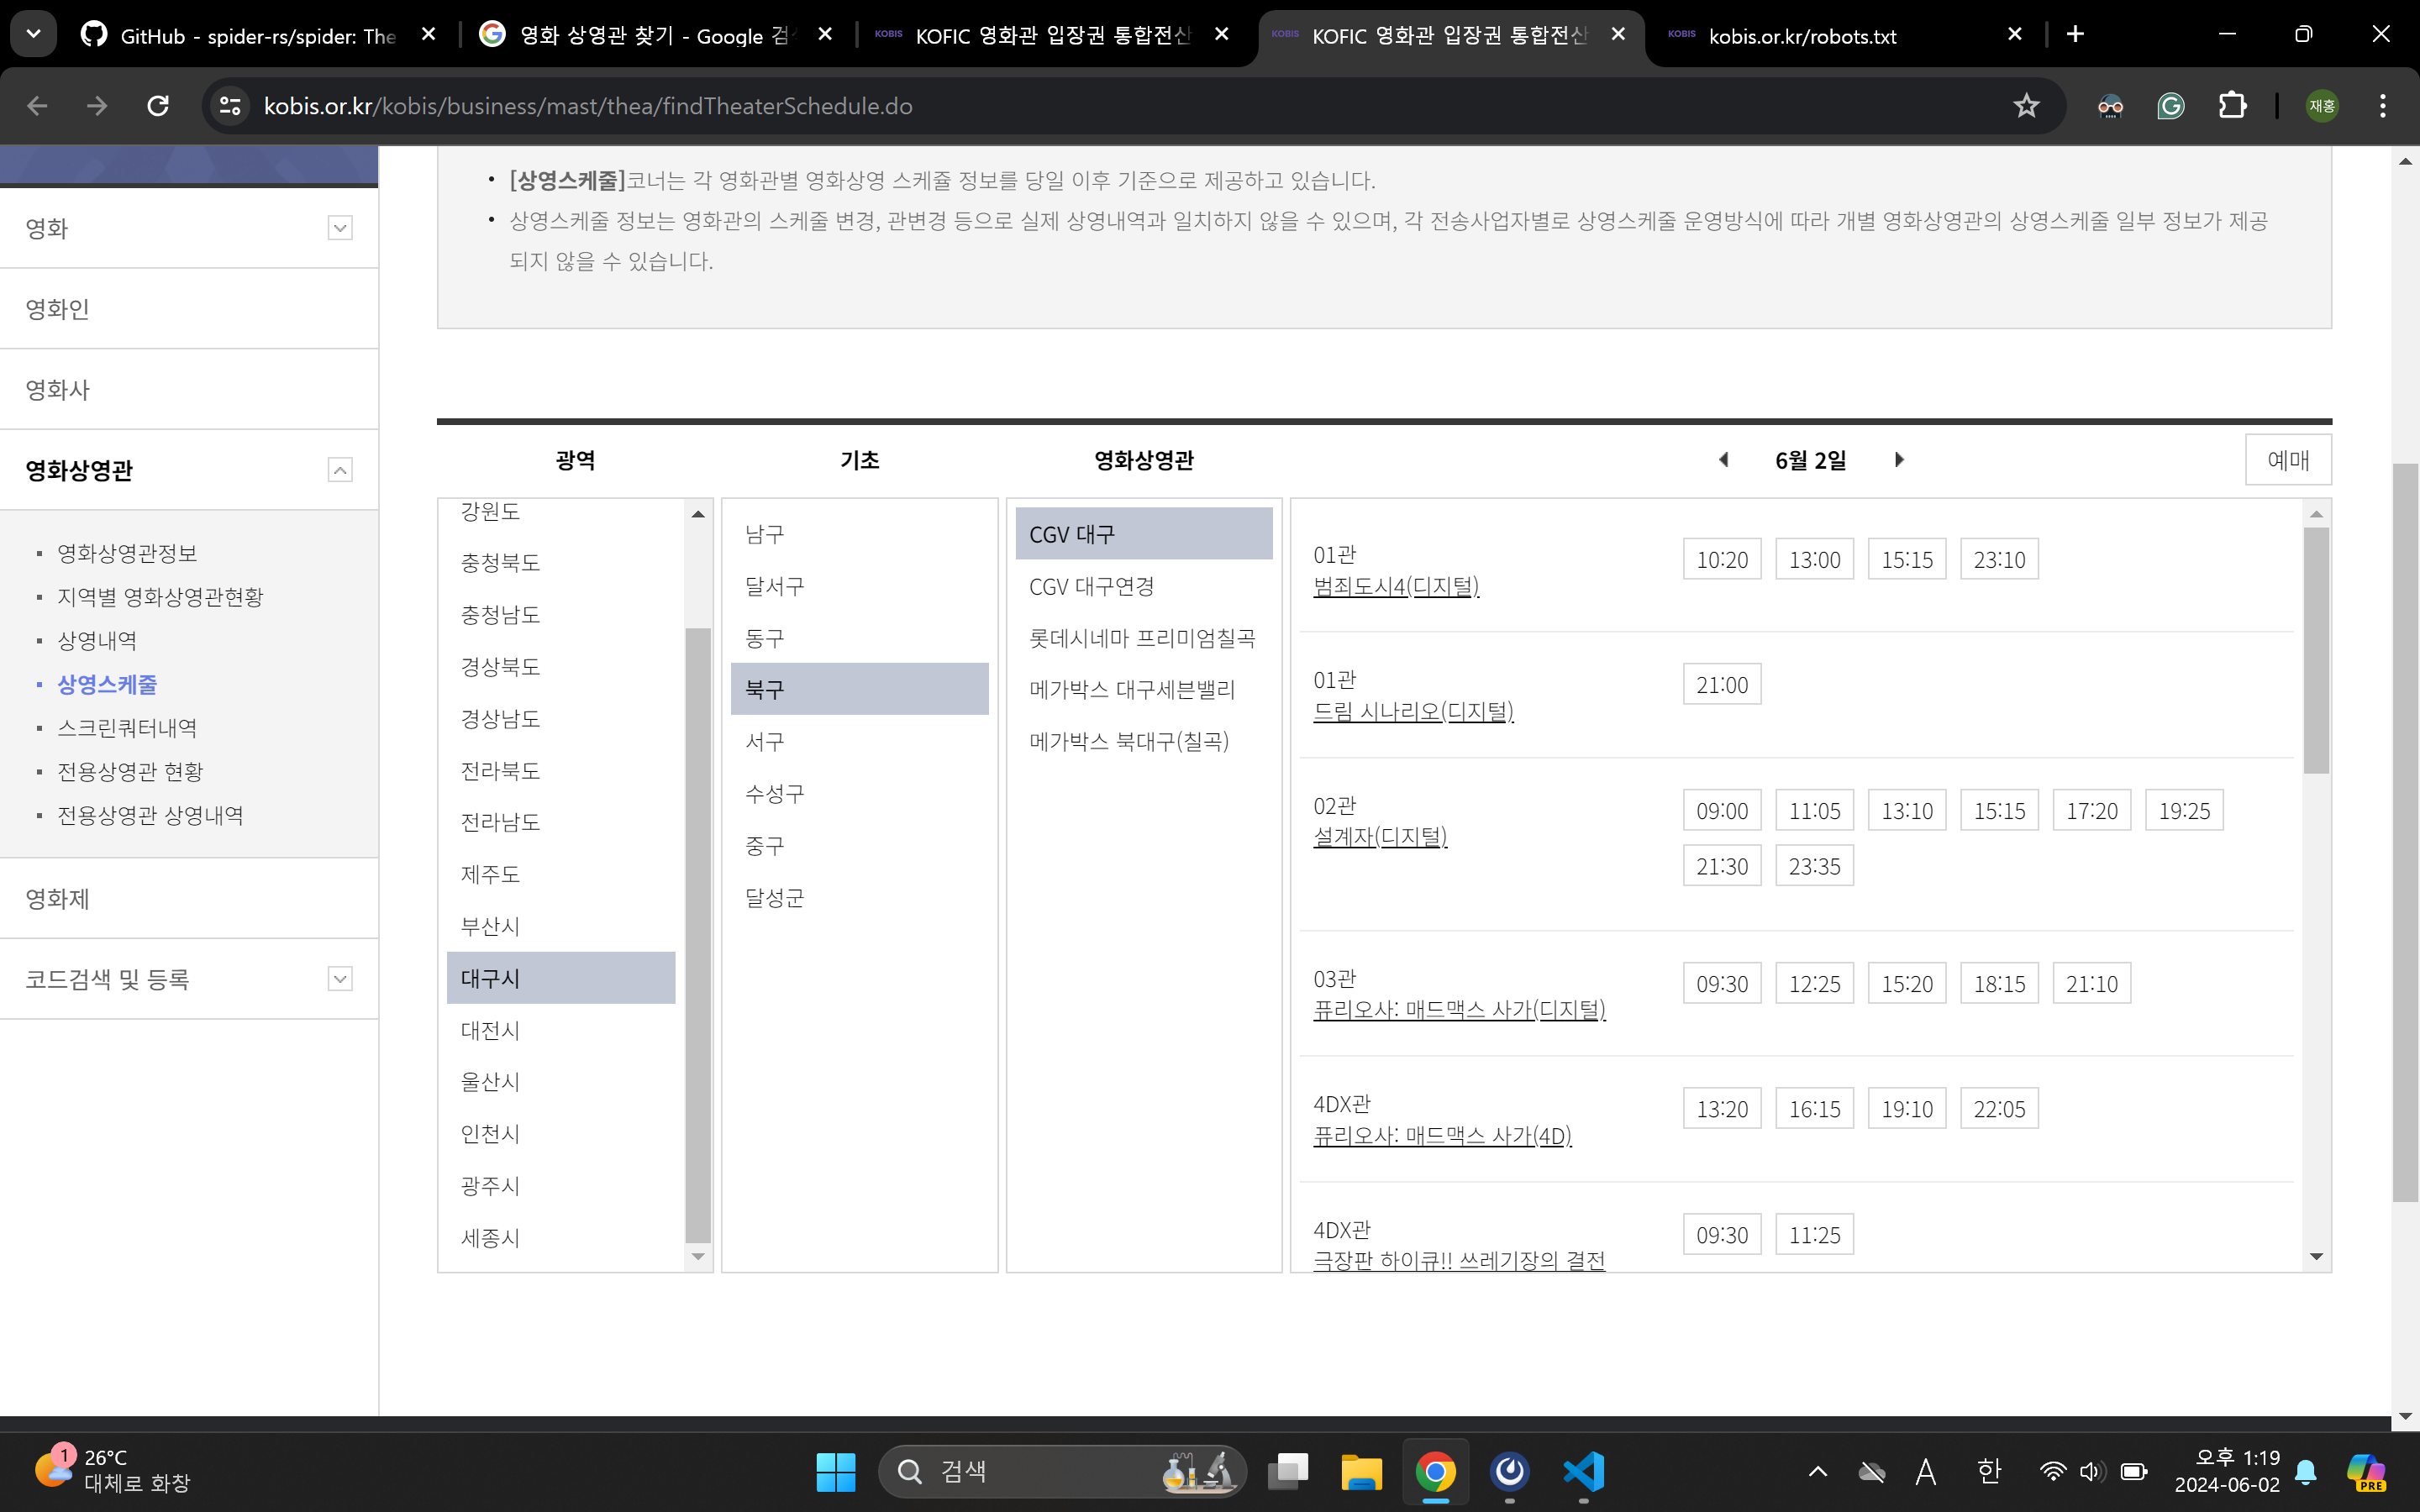 GitHub - spider-rs/spider: The
영화 상영관 찾기 - Google 검
KOBIS KOFIC 영화관 입장권 통합전산
KOBIS KOFIC 영화관 입장권 통합전산
KOBIS kobis.or.kr/robots.txt
kobis.or.kr/kobis/business/mast/thea/findTheaterSchedule.do
재홍
[상영스케줄]코너는 각 영화관별 영화상영 스케줄 정보를 당일 이후 기준으로 제공하고 있습니다.
상영스케줄 정보는 영화관의 스케줄 변경, 관변경 등으로 실제 상영내역과 일치하지 않을 수 있으며, 각 전송사업자별로 상영스케줄 운영방식에 따라 개별 영화상영관의 상영스케줄 일부 정보가 제공
되지 않을 수 있습니다.
영화
영화인
영화사
영화상영관
영화상영관정보
지역별 영화상영관현황
상영내역
상영스케줄
스크린쿼터내역
전용상영관 현황
전용상영관 상영내역
영화제
코드검색 및 등록
광역
기초
영화상영관
6월 2일
예매
강원도
충청북도
충청남도
경상북도
경상남도
전라북도
전라남도
제주도
부산시
대구시
대전시
울산시
인천시
광주시
세종시
남구
달서구
동구
북구
서구
수성구
중구
달성군
CGV 대구
CGV 대구연경
롯데시네마 프리미엄칠곡
메가박스 대구세븐밸리
메가박스 북대구(칠곡)
01관
범죄도시4(디지털)
10:20 13:00 15:15 23:10
01관
드림 시나리오(디지털)
21:00
02관
설계자(디지털)
09:00 11:05 13:10 15:15 17:20 19:25
21:30 23:35
03관
퓨리오사: 매드맥스 사가(디지털)
09:30 12:25 15:20 18:15 21:10
4DX관
퓨리오사: 매드맥스 사가(4D)
13:20 16:15 19:10 22:05
4DX관
극장판 하이큐!! 쓰레기장의 결전
09:30 11:25
1
26°C
대체로 화창
검색
A
한
오후 1:19
2024-06-02
PRE